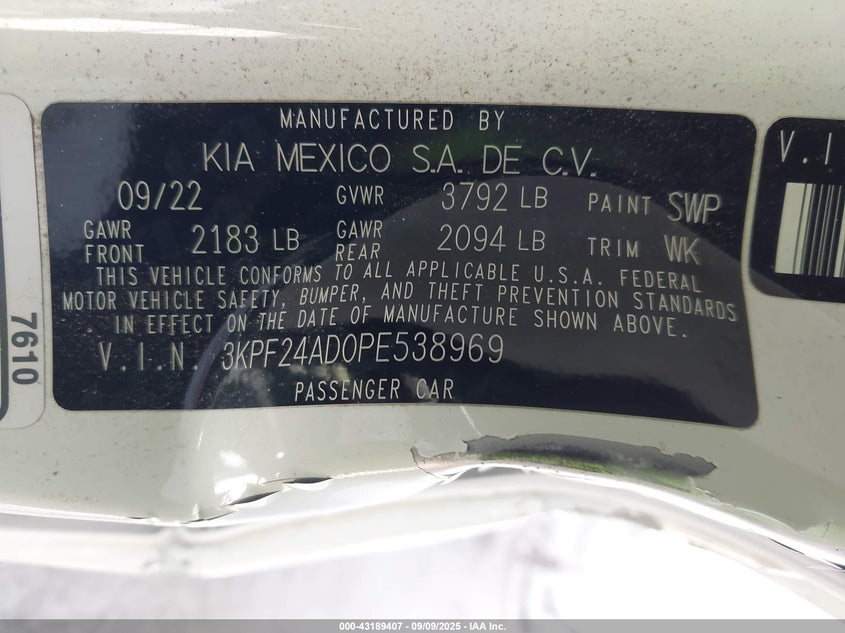 MANUFACTURED BY
KIA MEXICO S.A. DE C.V.
09/22 GVWR 3792 LB PAINT SWP
GAWR FRONT 2183 LB GAWR REAR 2094 LB TRIM WK
THIS VEHICLE CONFORMS TO ALL APPLICABLE U.S.A. FEDERAL
MOTOR VEHICLE SAFETY, BUMPER, AND THEFT PREVENTION STANDARDS
IN EFFECT ON THE DATE OF MANUFACTURE SHOWN ABOVE.
V.I.N. 3KPF24AD0PE538969
PASSENGER CAR
7610
V.I
000-43189407 - 09/09/2025 - IAA Inc.